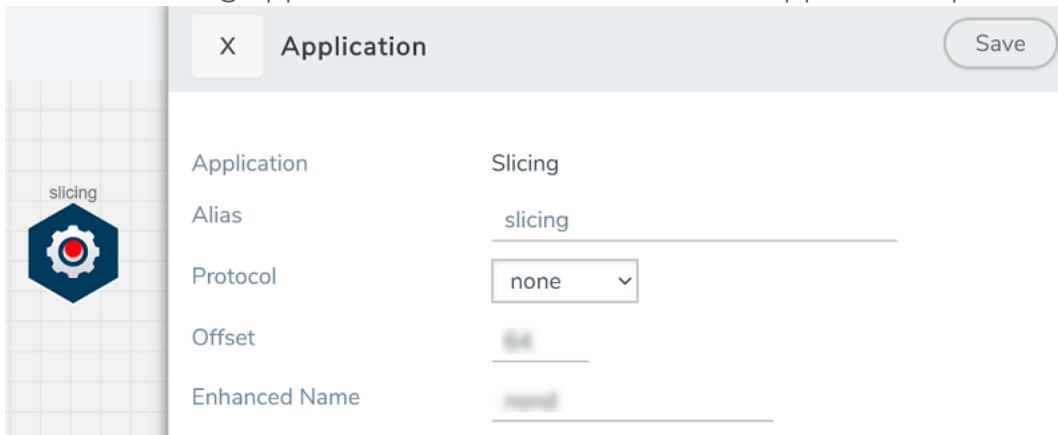 X Application Save
Application Slicing
slicing
Alias slicing
Protocol none
Offset
Enhanced Name